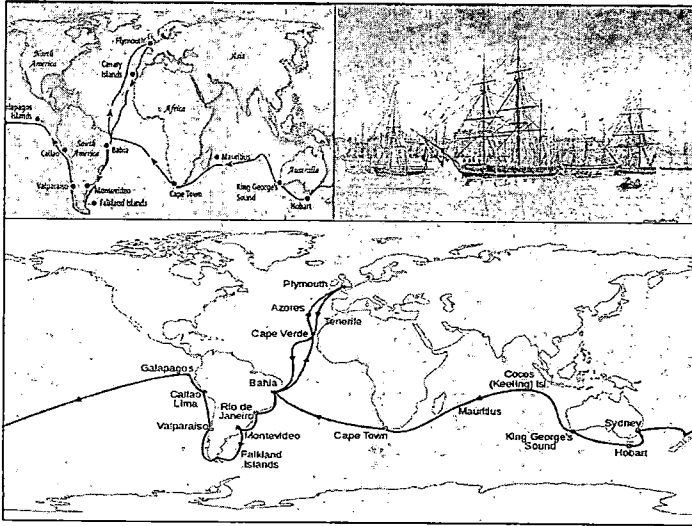 Plymouth
North
America
Asia
Canary
Islands
Africa
alapagos
Islands
South
America
Callao
Bahia
Mauritius
Australia
Valparaiso
Montevideo
Falkland Islands
Cape Town
King George's
Sound
Hobart
Plymouth
Azores
Tenerife
Cape Verde
Galapagos
Bahia
Cocos
(Keeling) Isl.
Callao
Lima
Rio de
Janeiro
Mauritius
Sydney
Valparaiso
Montevideo
Cape Town
King George's
Sound
Hobart
Falkland
Islands